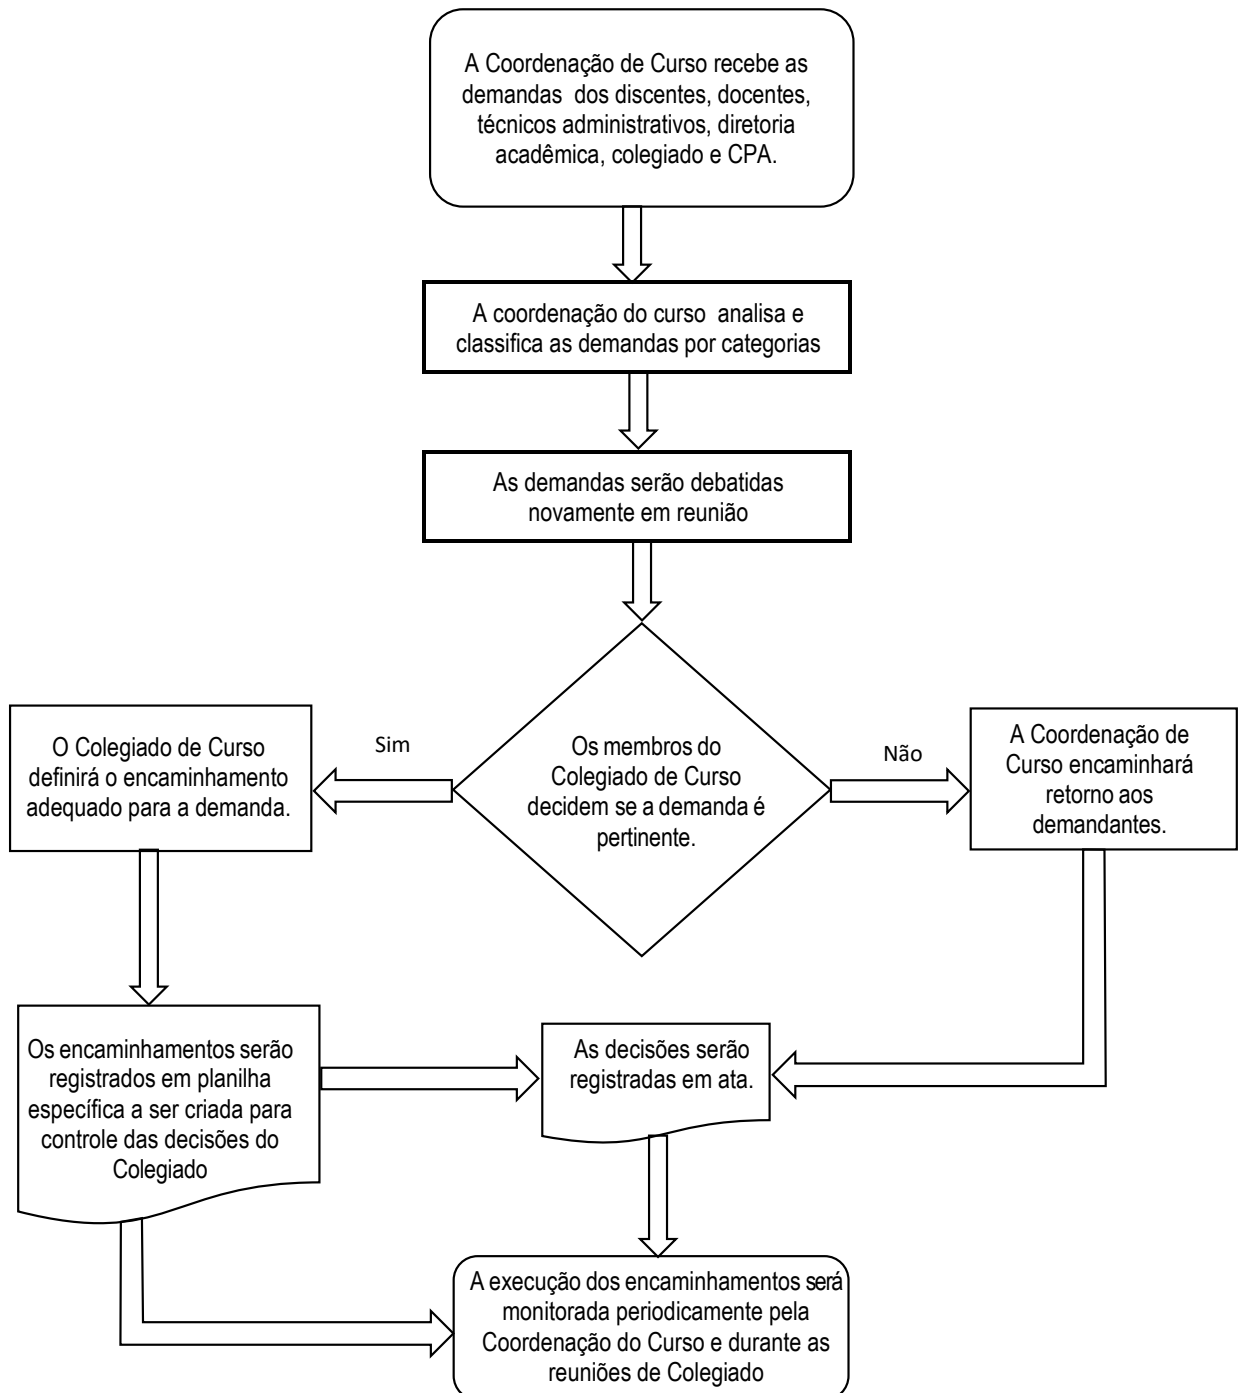 A Coordenação de Curso recebe as
demandas dos discentes, docentes,
técnicos administrativos, diretoria
acadêmica, colegiado e CPA.
A coordenação do curso analisa e
classifica as demandas por categorias
As demandas serão debatidas
novamente em reunião
Os membros do
Colegiado de Curso
decidem se a demanda é
pertinente.
Sim
O Colegiado de Curso
definirá o encaminhamento
adequado para a demanda.
Não
A Coordenação de
Curso encaminhará
retorno aos
demandantes.
Os encaminhamentos serão
registrados em planilha
específica a ser criada para
controle das decisões do
Colegiado
As decisões serão
registradas em ata.
A execução dos encaminhamentos será
monitorada periodicamente pela
Coordenação do Curso e durante as
reuniões de Colegiado